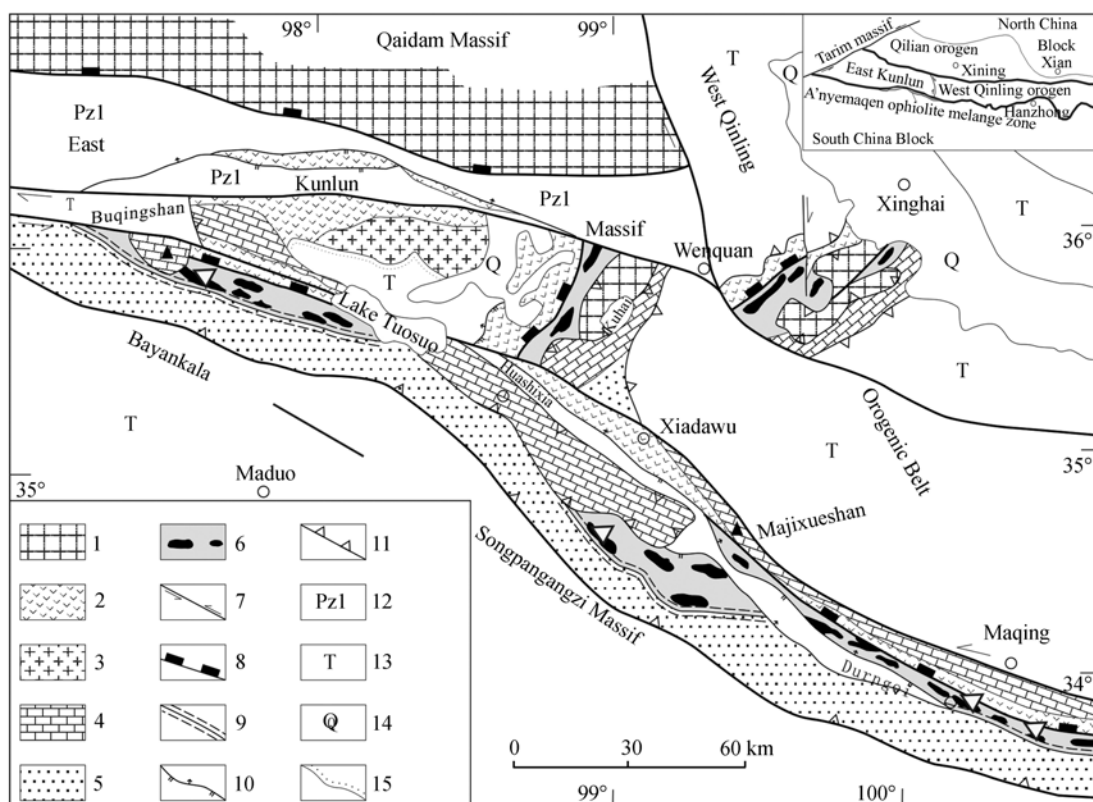 98°
99°
Qaidam Massif
T
Q
North China
Block
Qilian orogen
Xian
Tarim massif
Xining
East Kunlun
West Qinling orogen
A'nyemaqen ophiolite melange zone
Hanzhong
South China Block
West Qinling
Pz1
East
Pz1
Kunlun
Pz1
Massif
T
Buqingshan
Xinghai
T
Wenquan
36°
Q
Q
T
Lake Tuosuo
Kuhai
Bayankala
Huashixia
T
T
Xiadawu
T
Orogenic Belt
35°
35°
Maduo
Majixueshan
Songpangangzi Massif
Maqing
34°
Durngoi
1
6
11
2
7
Pz1
12
3
8
T
13
4
9
Q
14
5
10
15
0
30
60 km
99°
100°